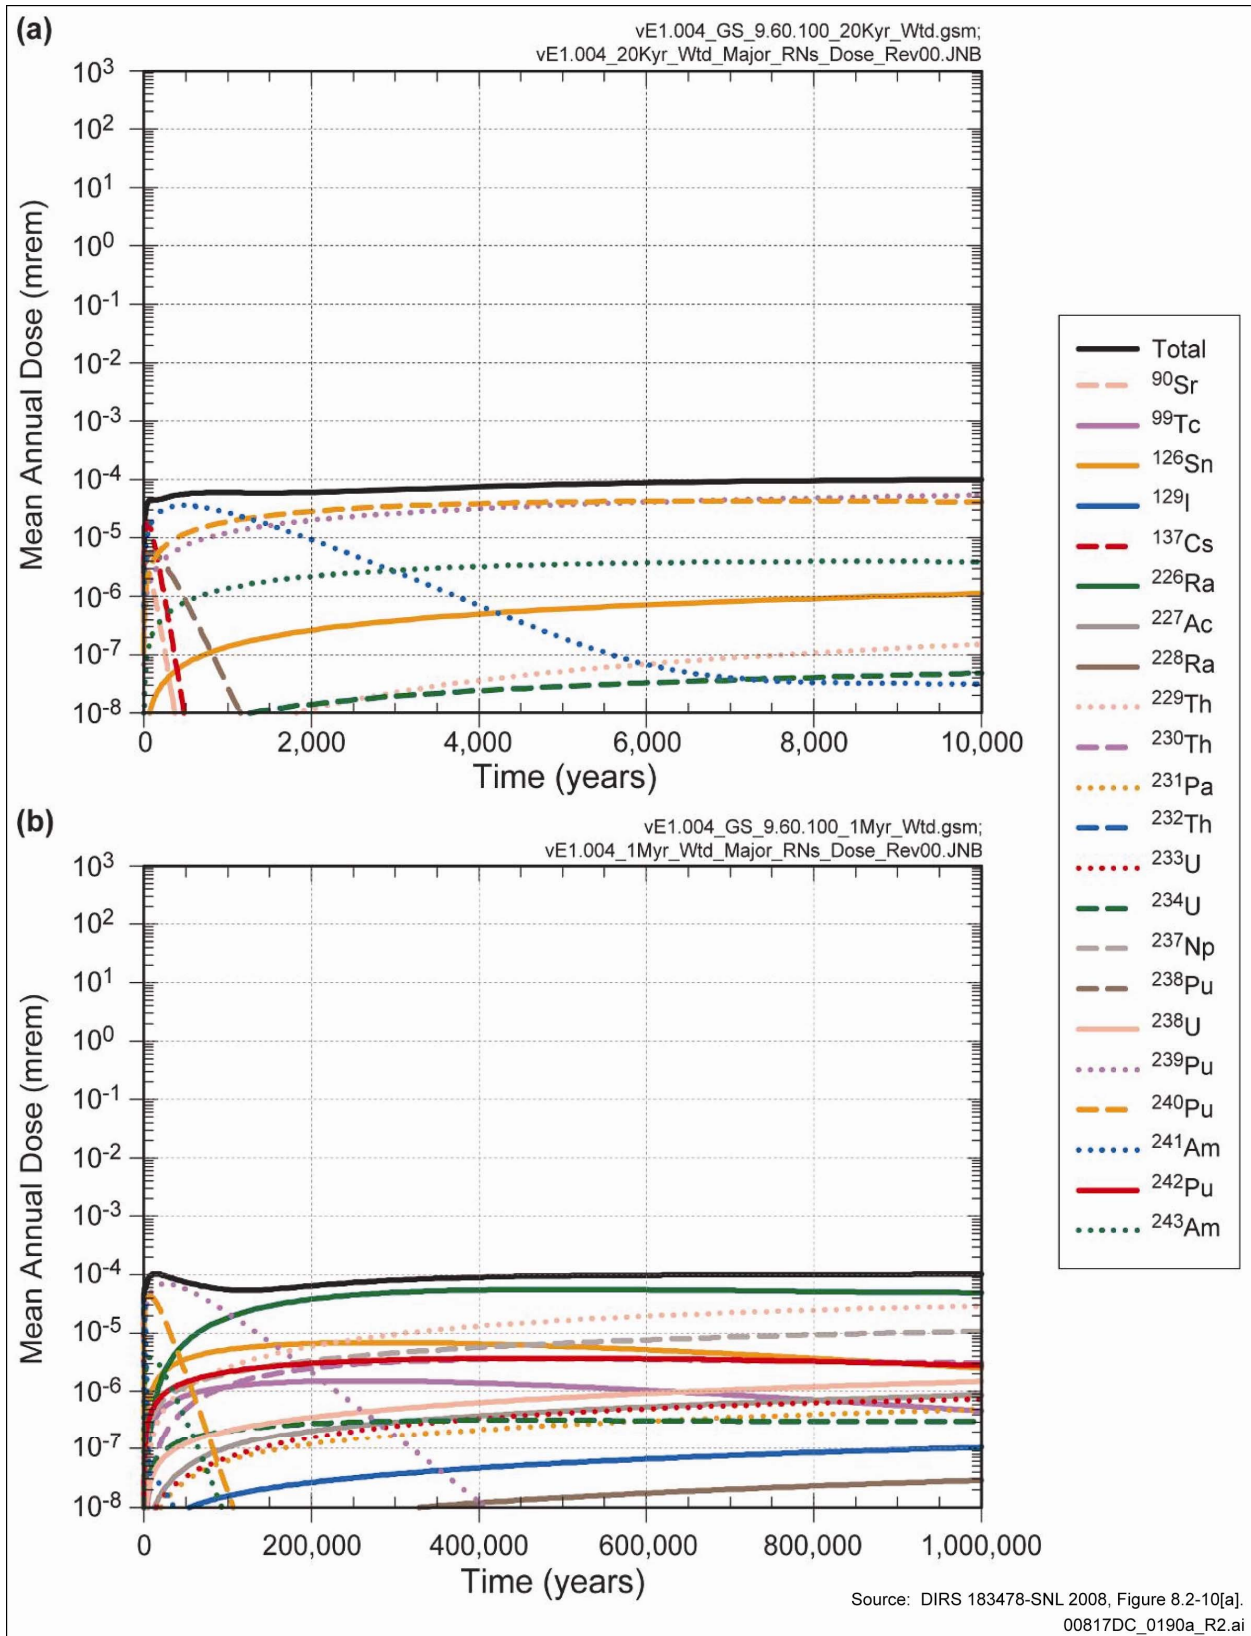 (a)
vE1.004_GS_9.60.100_20Kyr_Wtd.gsm;
vE1.004_20Kyr_Wtd_Major_RNs_Dose_Rev00.JNB
Mean Annual Dose (mrem)
10³
10²
10¹
10⁰
10⁻¹
10⁻²
10⁻³
10⁻⁴
10⁻⁵
10⁻⁶
10⁻⁷
10⁻⁸
0 2,000 4,000 6,000 8,000 10,000
Time (years)
(b)
vE1.004_GS_9.60.100_1Myr_Wtd.gsm;
vE1.004_1Myr_Wtd_Major_RNs_Dose_Rev00.JNB
Mean Annual Dose (mrem)
10³
10²
10¹
10⁰
10⁻¹
10⁻²
10⁻³
10⁻⁴
10⁻⁵
10⁻⁶
10⁻⁷
10⁻⁸
0 200,000 400,000 600,000 800,000 1,000,000
Time (years)
Total
⁹⁰Sr
⁹⁹Tc
¹²⁶Sn
¹²⁹I
¹³⁷Cs
²²⁶Ra
²²⁷Ac
²²⁸Ra
²²⁹Th
²³⁰Th
²³¹Pa
²³²Th
²³³U
²³⁴U
²³⁷Np
²³⁸Pu
²³⁸U
²³⁹Pu
²⁴⁰Pu
²⁴¹Am
²⁴²Pu
²⁴³Am
Source: DIRS 183478-SNL 2008, Figure 8.2-10[a].
00817DC_0190a_R2.ai